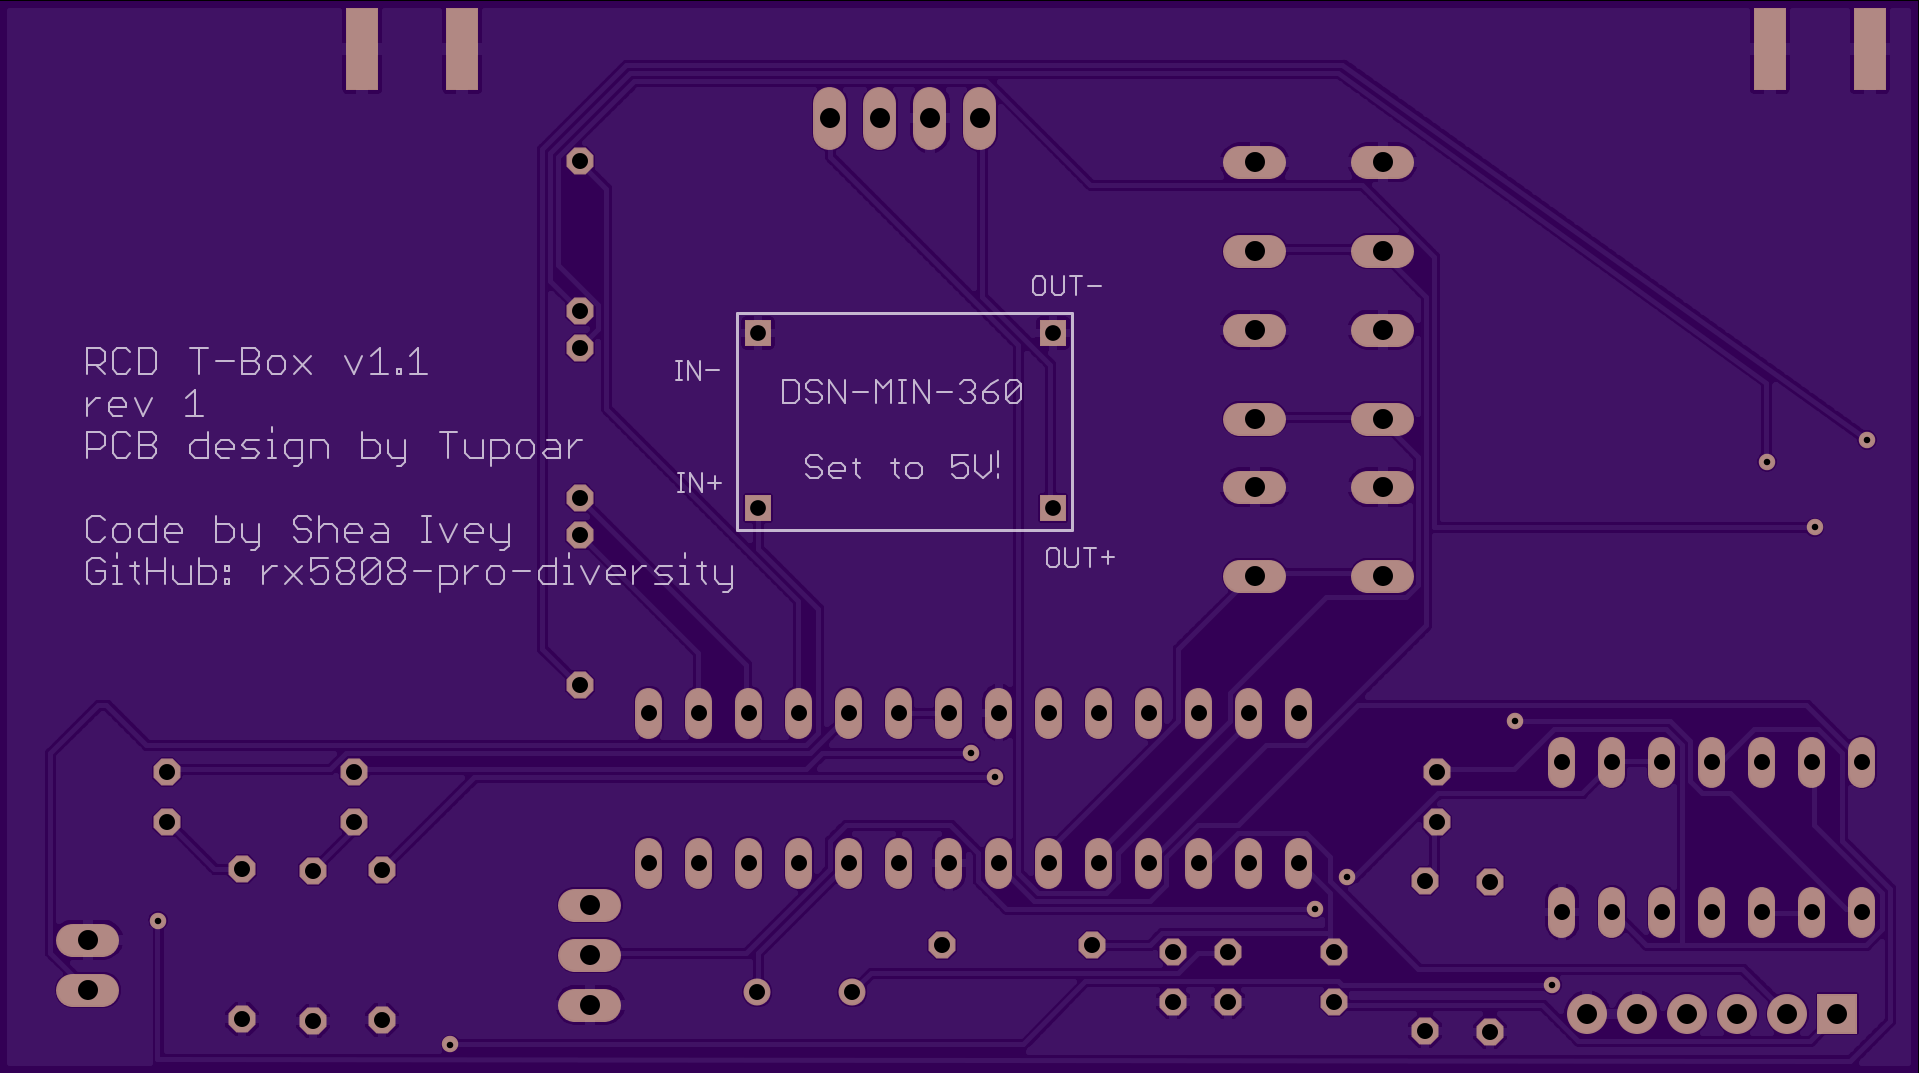 OUT-
RCD T-Box v1.1
IN-
DSN-MIN-360
rev 1
PCB design by Tupoar
Set to 5V!
IN+
Code by Shea Ivey
OUT+
GitHub: rx5808-pro-diversity